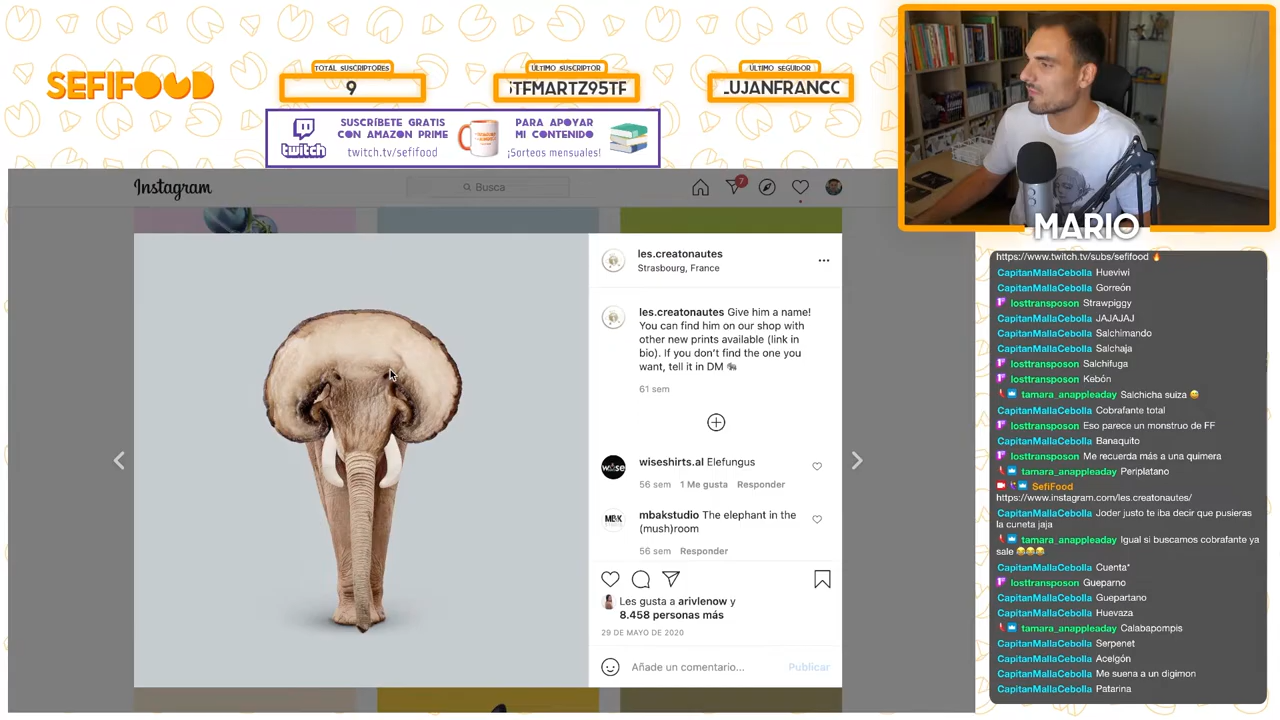 SEFIFOOD
TOTAL SUSCRIPTORES
9
ÚLTIMO SUSCRIPTOR
STFMARTZ95TF
ÚLTIMO SEGUIDOR
LUJANFRANCO
twitch
SUSCRÍBETE GRATIS
CON AMAZON PRIME
twitch.tv/sefifood
PARA APOYAR
MI CONTENIDO
¡Sorteos mensuales!
MARIO
Instagram
Busca
7
les.creatonautes
Strasbourg, France
les.creatonautes Give him a name!
You can find him on our shop with
other new prints available (link in
bio). If you don't find the one you
want, tell it in DM 🐘
61 sem
wise
wiseshirts.al Elefungus
56 sem 1 Me gusta Responder
MBK
mbakstudio The elephant in the
(mush)room
56 sem Responder
Les gusta a arivlenow y
8.458 personas más
29 DE MAYO DE 2020
Añade un comentario... Publicar
https://www.twitch.tv/subs/sefifood 🔥
CapitanMallaCebolla Hueviwi
CapitanMallaCebolla Gorreón
losttransposon Strawpiggy
CapitanMallaCebolla JAJAJAJ
CapitanMallaCebolla Salchimando
CapitanMallaCebolla Salchaja
losttransposon Salchifuga
losttransposon Kebón
tamara_anappleaday Salchicha suiza 😅
CapitanMallaCebolla Cobrafante total
losttransposon Eso parece un monstruo de FF
CapitanMallaCebolla Banaquito
losttransposon Me recuerda más a una quimera
tamara_anappleaday Periplatano
SefiFood
https://www.instagram.com/les.creatonautes/
CapitanMallaCebolla Joder justo te iba decir que pusieras
la cuneta jaja
tamara_anappleaday Igual si buscamos cobrafante ya
sale 😂😂😂
CapitanMallaCebolla Cuenta*
losttransposon Gueparno
CapitanMallaCebolla Guepartano
CapitanMallaCebolla Huevaza
tamara_anappleaday Calabapompis
CapitanMallaCebolla Serpenet
CapitanMallaCebolla Acelgón
CapitanMallaCebolla Me suena a un digimon
CapitanMallaCebolla Patarina